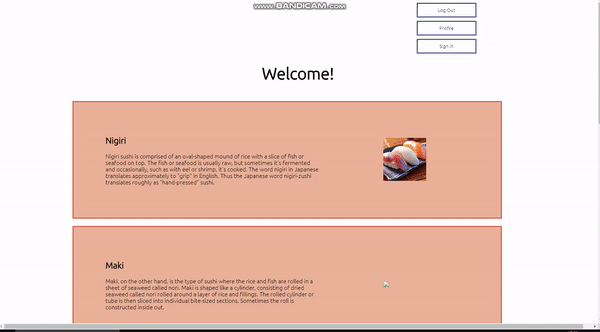 www.BANDICAM.com
Log Out
Profile
Sign In
Welcome!
Nigiri
Nigiri sushi is comprised of an oval-shaped mound of rice with a slice of fish or
seafood on top. The fish or seafood is usually raw, but sometimes it's fermented
and occasionally, such as with eel or shrimp, it's cooked. The word nigiri in Japanese
translates approximately to "grip" in English. Thus the Japanese word nigiri-zushi
translates roughly as "hand-pressed" sushi.
Maki
Maki, on the other hand, is the type of sushi where the rice and fish are rolled in a
sheet of seaweed called nori. Maki is shaped like a cylinder, consisting of dried
seaweed called nori rolled around a layer of rice and fillings. The rolled cylinder or
tube is then sliced into individual bite-sized sections. Sometimes the roll is
constructed inside out.